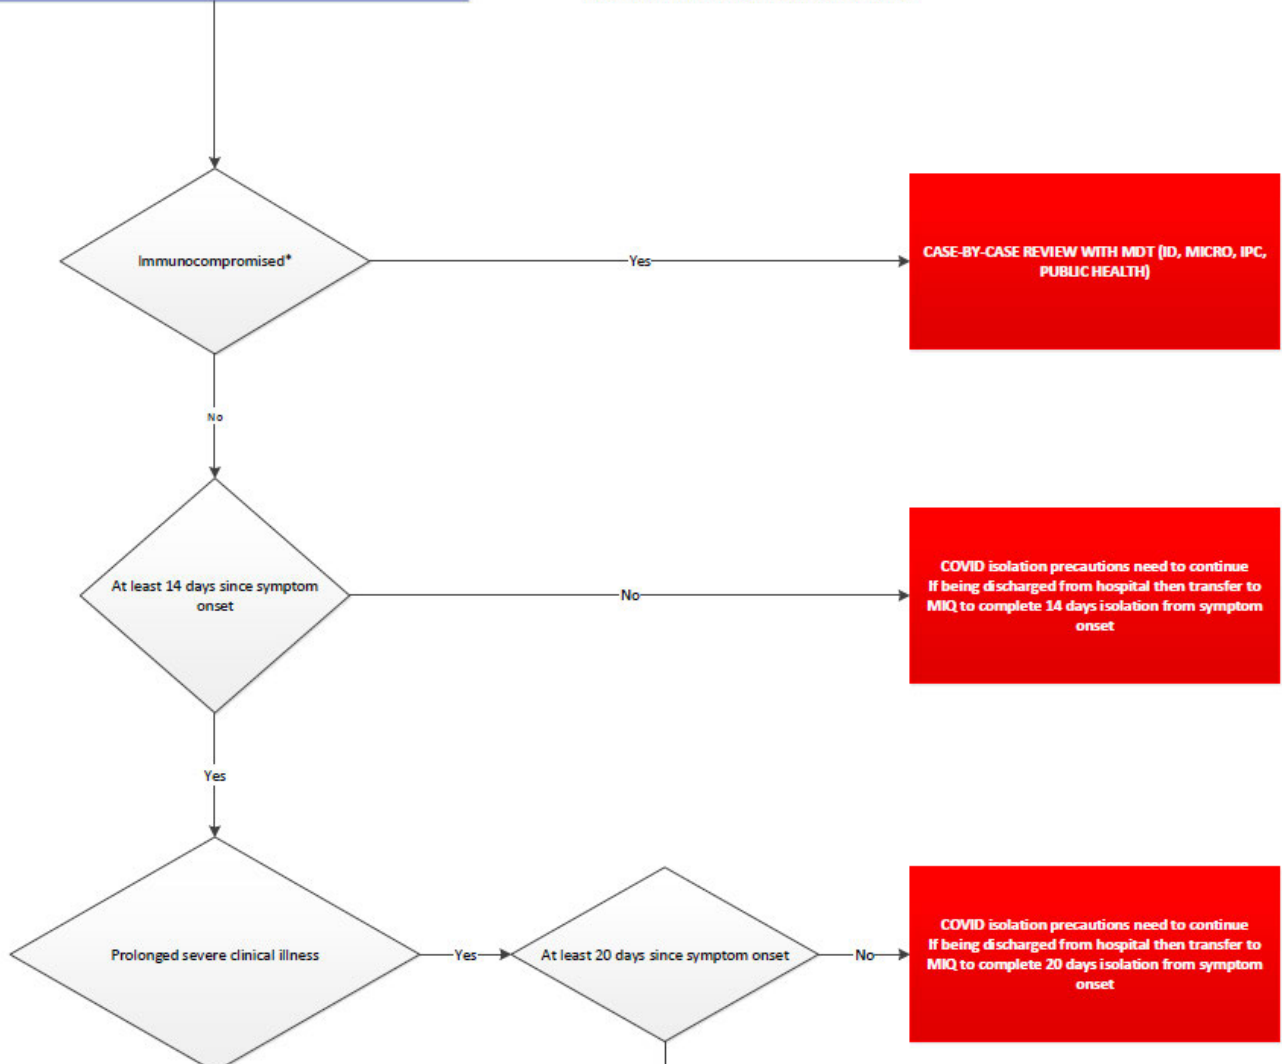 Immunocompromised*
Yes
CASE-BY-CASE REVIEW WITH MDT (ID, MICRO, IPC,
PUBLIC HEALTH)
No
At least 14 days since symptom
onset
No
COVID isolation precautions need to continue
If being discharged from hospital then transfer to
MIQ to complete 14 days isolation from symptom
onset
Yes
Prolonged severe clinical illness
Yes
At least 20 days since symptom onset
No
COVID isolation precautions need to continue
If being discharged from hospital then transfer to
MIQ to complete 20 days isolation from symptom
onset